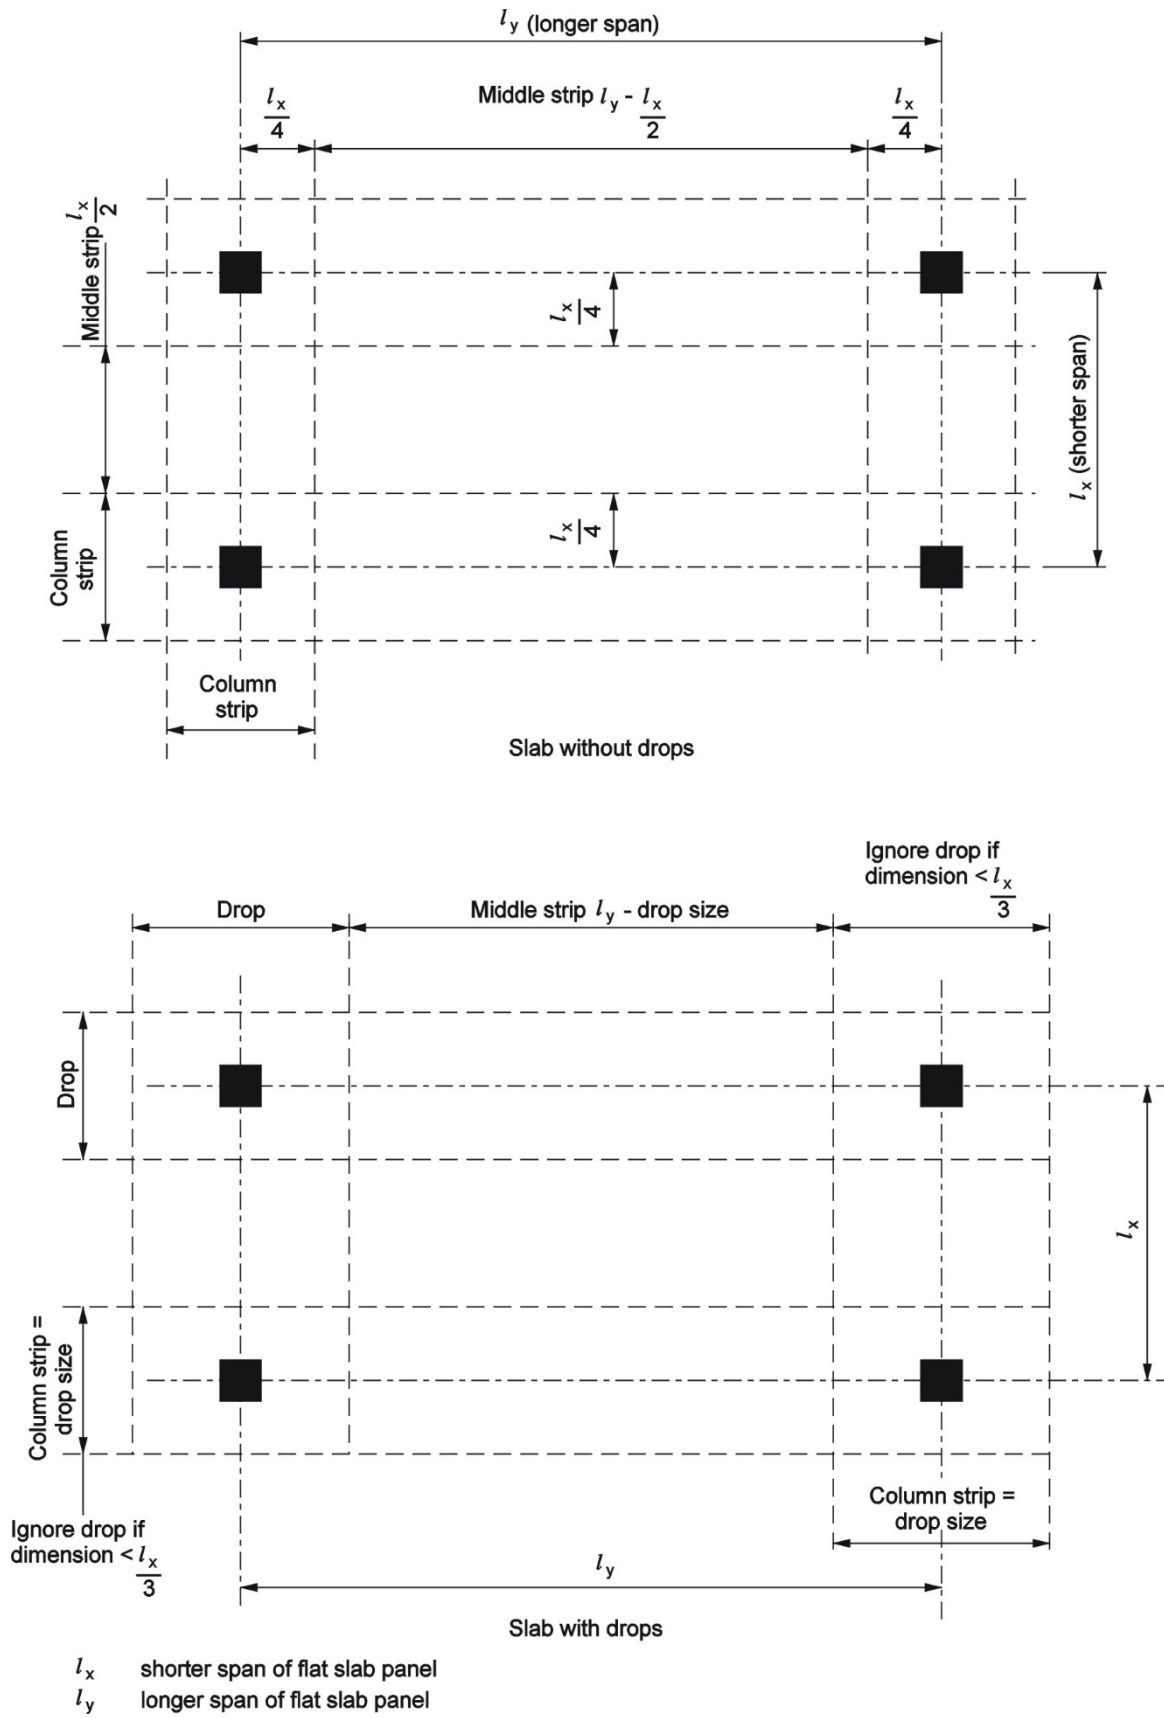 l_y (longer span)
l_x/4
Middle strip l_y - l_x/2
l_x/4
Middle strip l_x/2
l_x/4
l_x (shorter span)
l_x/4
Column
strip
Column
strip
Slab without drops
Ignore drop if
dimension < l_x/3
Drop
Middle strip l_y - drop size
Drop
l_x
Column strip =
drop size
Column strip =
drop size
Ignore drop if
dimension < l_x/3
l_y
Slab with drops
l_x shorter span of flat slab panel
l_y longer span of flat slab panel